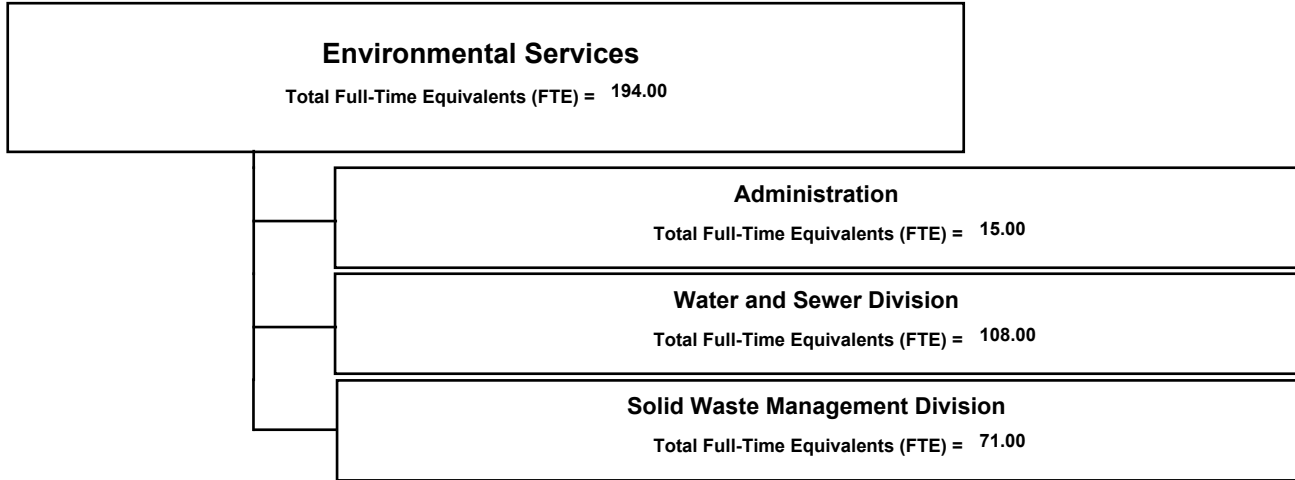 Environmental Services
Total Full-Time Equivalents (FTE) = 194.00
Administration
Total Full-Time Equivalents (FTE) = 15.00
Water and Sewer Division
Total Full-Time Equivalents (FTE) = 108.00
Solid Waste Management Division
Total Full-Time Equivalents (FTE) = 71.00